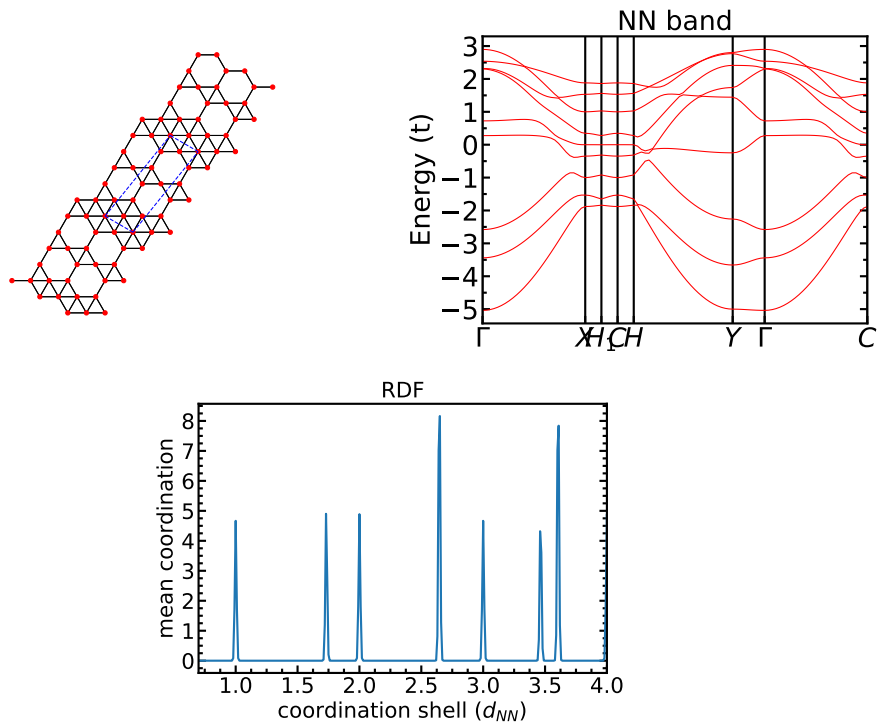 NN band
Energy (t)
3
2
1
0
−1
−2
−3
−4
−5
Γ X H₁ C H Y Γ C
RDF
mean coordination
8
7
6
5
4
3
2
1
0
1.0 1.5 2.0 2.5 3.0 3.5 4.0
coordination shell (d_NN)